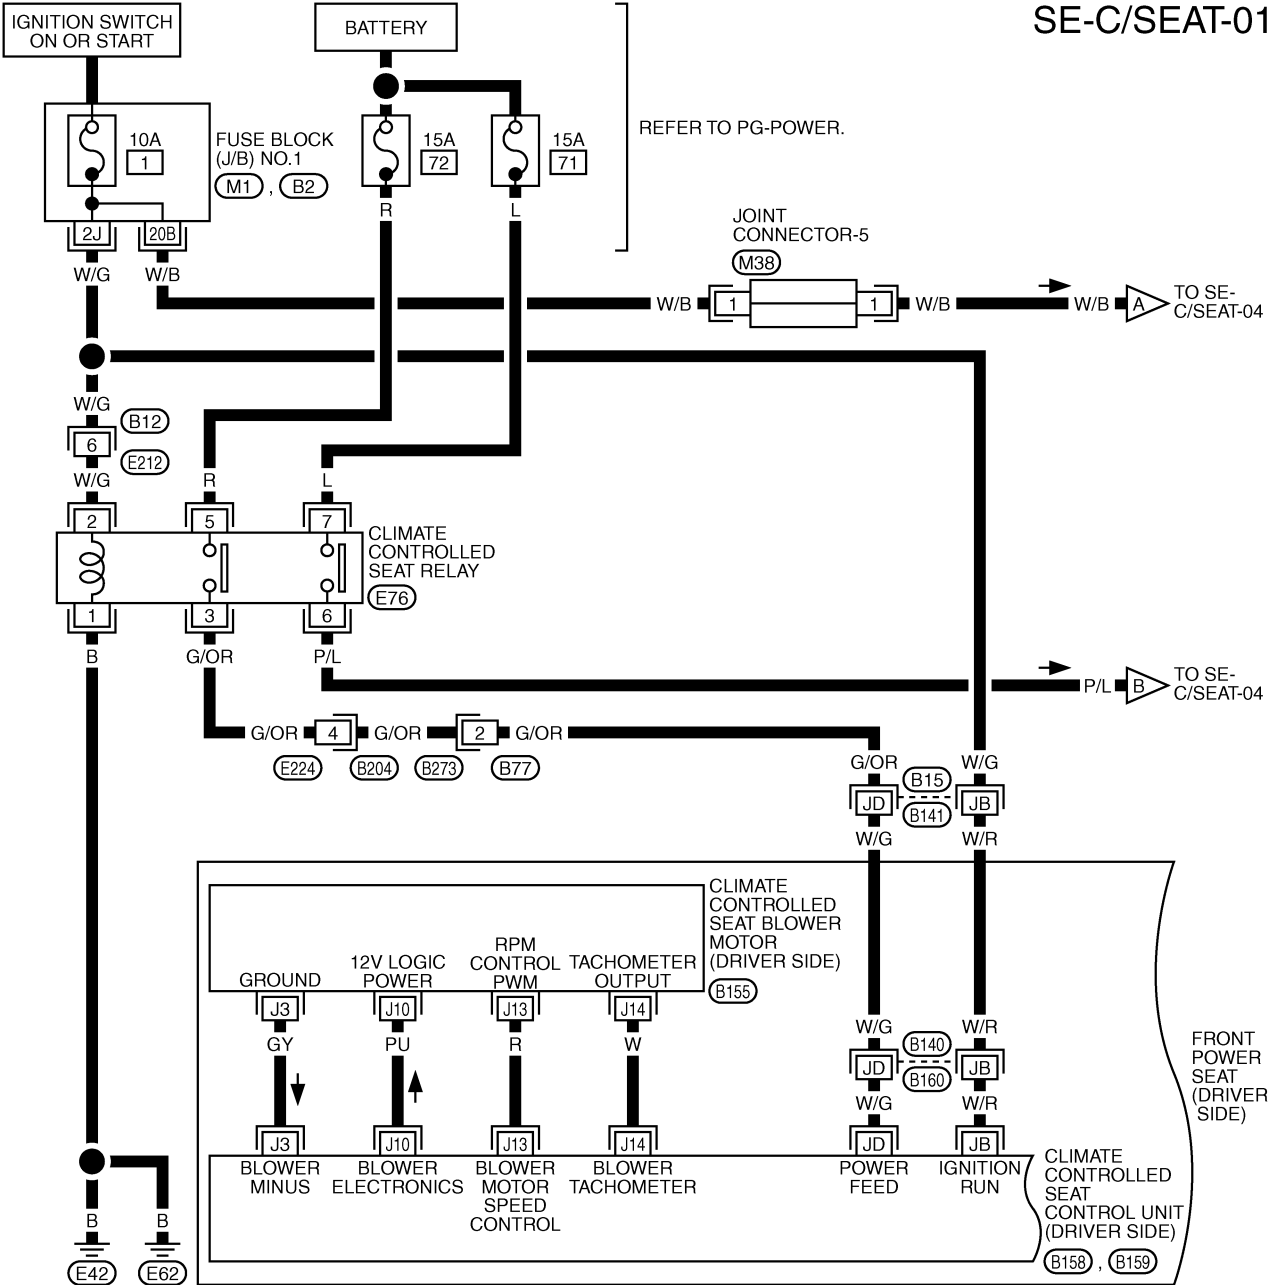 SE-C/SEAT-01
IGNITION SWITCH
ON OR START
BATTERY
10A
1
FUSE BLOCK
(J/B) NO.1
M1 , B2
15A
72
15A
71
REFER TO PG-POWER.
2J
20B
R
L
W/G
W/B
JOINT
CONNECTOR-5
M38
W/B
1
1
W/B
W/B
A
TO SE-
C/SEAT-04
W/G
B12
6
E212
W/G
R
L
2
5
7
CLIMATE
CONTROLLED
SEAT RELAY
E76
1
3
6
B
G/OR
P/L
P/L
B
TO SE-
C/SEAT-04
G/OR
4
G/OR
2
G/OR
E224
B204
B273
B77
G/OR
W/G
B15
JD
JB
B141
W/G
W/R
CLIMATE
CONTROLLED
SEAT BLOWER
MOTOR
(DRIVER SIDE)
B155
GROUND
12V LOGIC
POWER
RPM
CONTROL
PWM
TACHOMETER
OUTPUT
J3
J10
J13
J14
GY
PU
R
W
W/G
W/R
B140
JD
JB
B160
W/G
W/R
FRONT
POWER
SEAT
(DRIVER
SIDE)
J3
J10
J13
J14
JD
JB
BLOWER
MINUS
BLOWER
ELECTRONICS
BLOWER
MOTOR
SPEED
CONTROL
BLOWER
TACHOMETER
POWER
FEED
IGNITION
RUN
CLIMATE
CONTROLLED
SEAT
CONTROL UNIT
(DRIVER SIDE)
B158 , B159
B
B
E42
E62